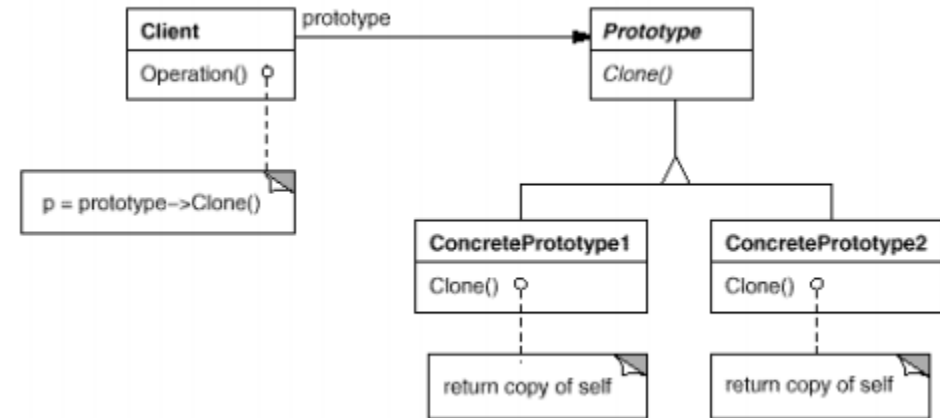 Client
Operation()
p = prototype->Clone()
prototype
Prototype
Clone()
ConcretePrototype1
Clone()
return copy of self
ConcretePrototype2
Clone()
return copy of self